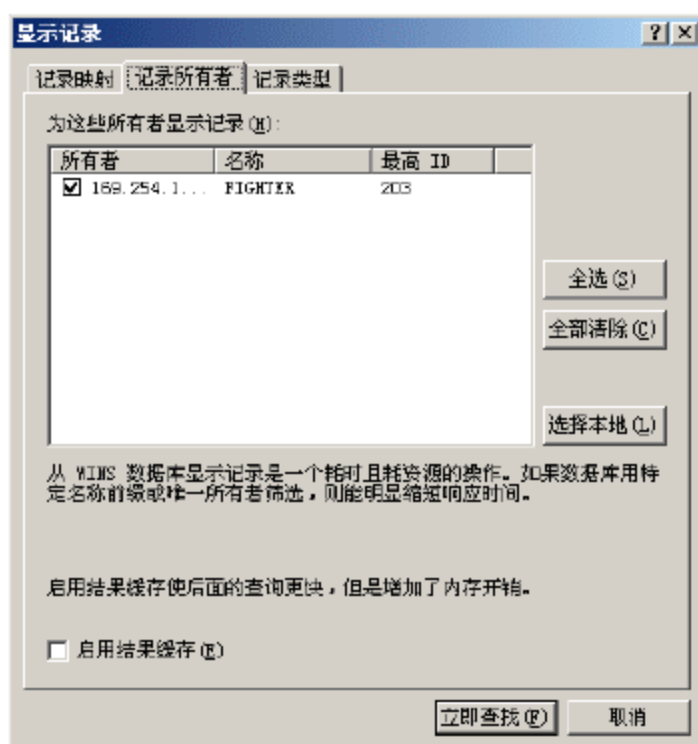 显示记录
记录映射 记录所有者 记录类型
为这些所有者显示记录(H):
所有者 名称 最高 ID
169.254.1... FIGHTER 2D3
全选(S)
全部清除(C)
选择本地(L)
从 WINS 数据库显示记录是一个耗时且耗资源的操作。如果数据库用特
定名称前缀或唯一所有者筛选，则能明显缩短响应时间。
启用结果缓存使后面的查询更快，但是增加了内存开销。
启用结果缓存(E)
立即查找(F) 取消